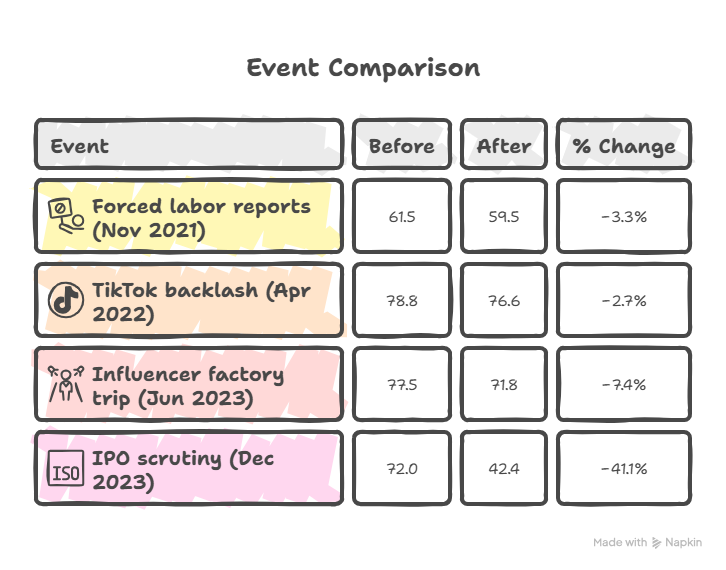 Event Comparison
Event Before After % Change
Forced labor reports
(Nov 2021)
61.5 59.5 -3.3%
TikTok backlash (Apr
2022)
78.8 76.6 -2.7%
Influencer factory
trip (Jun 2023)
77.5 71.8 -7.4%
ISO
IPO scrutiny (Dec
2023)
72.0 42.4 -41.1%
Made with Napkin